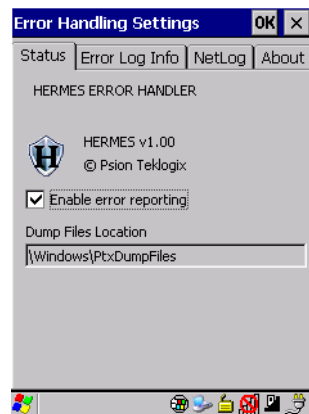 Error Handling Settings OK ×
Status Error Log Info NetLog About
HERMES ERROR HANDLER
H
HERMES v1.00
© Psion Teklogix
Enable error reporting
Dump Files Location
\Windows\PtxDumpFiles